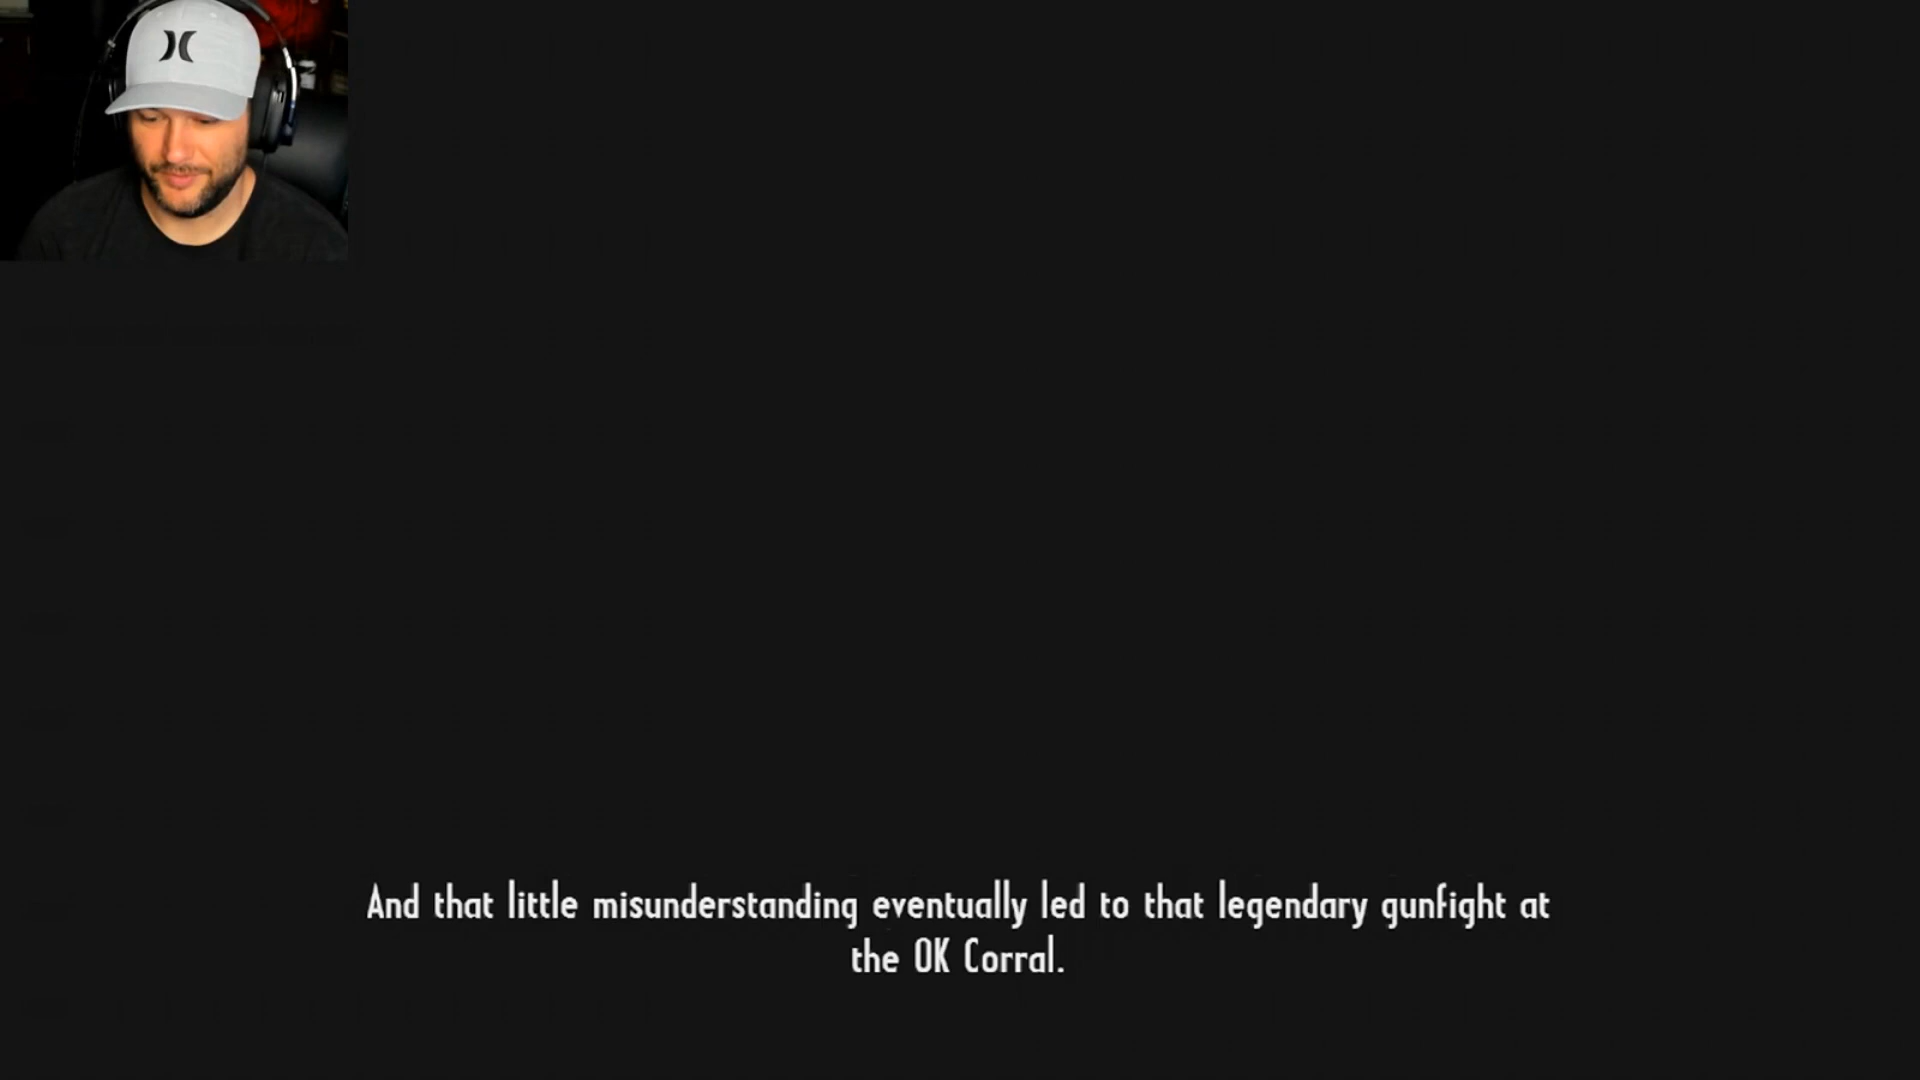 And that little misunderstanding eventually led to that legendary gunfight at
the OK Corral.